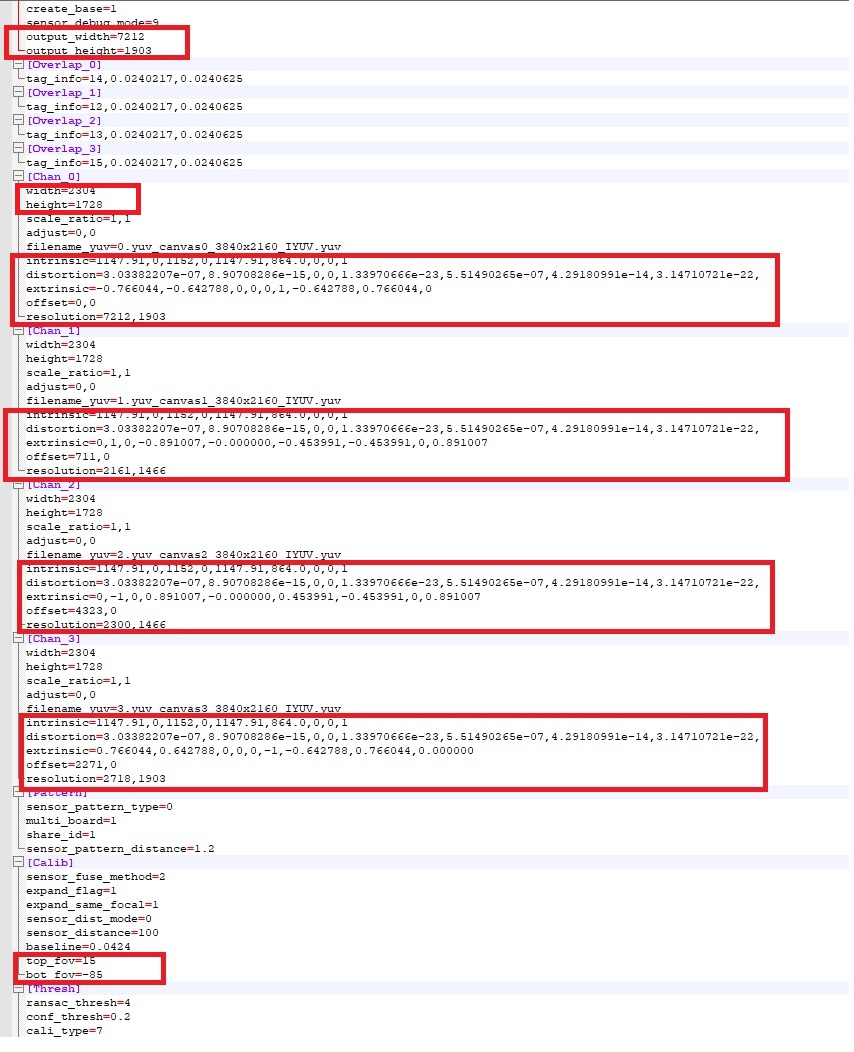 create_base=1
sensor_debug_mode=9
output_width=7212
output_height=1903
[Overlap_0]
tag_info=14,0.0240217,0.0240625
[Overlap_1]
tag_info=12,0.0240217,0.0240625
[Overlap_2]
tag_info=13,0.0240217,0.0240625
[Overlap_3]
tag_info=15,0.0240217,0.0240625
[Chan_0]
width=2304
height=1728
scale_ratio=1,1
adjust=0,0
filename_yuv=0.yuv_canvas0_3840x2160_IYUV.yuv
intrinsic=1147.91,0,1152,0,1147.91,864.0,0,0,1
distortion=3.03382207e-07,8.90708286e-15,0,0,1.33970666e-23,5.51490265e-07,4.29180991e-14,3.14710721e-22,
extrinsic=-0.766044,-0.642788,0,0,0,1,-0.642788,0.766044,0
offset=0,0
resolution=7212,1903
[Chan_1]
width=2304
height=1728
scale_ratio=1,1
adjust=0,0
filename_yuv=1.yuv_canvas1_3840x2160_IYUV.yuv
intrinsic=1147.91,0,1152,0,1147.91,864.0,0,0,1
distortion=3.03382207e-07,8.90708286e-15,0,0,1.33970666e-23,5.51490265e-07,4.29180991e-14,3.14710721e-22,
extrinsic=0,1,0,-0.891007,-0.000000,-0.453991,-0.453991,0,0.891007
offset=711,0
resolution=2161,1466
[Chan_2]
width=2304
height=1728
scale_ratio=1,1
adjust=0,0
filename_yuv=2.yuv_canvas2_3840x2160_IYUV.yuv
intrinsic=1147.91,0,1152,0,1147.91,864.0,0,0,1
distortion=3.03382207e-07,8.90708286e-15,0,0,1.33970666e-23,5.51490265e-07,4.29180991e-14,3.14710721e-22,
extrinsic=0,-1,0,0.891007,-0.000000,0.453991,-0.453991,0,0.891007
offset=4323,0
resolution=2300,1466
[Chan_3]
width=2304
height=1728
scale_ratio=1,1
adjust=0,0
filename_yuv=3.yuv_canvas3_3840x2160_IYUV.yuv
intrinsic=1147.91,0,1152,0,1147.91,864.0,0,0,1
distortion=3.03382207e-07,8.90708286e-15,0,0,1.33970666e-23,5.51490265e-07,4.29180991e-14,3.14710721e-22,
extrinsic=0.766044,0.642788,0,0,0,-1,-0.642788,0.766044,0.000000
offset=2271,0
resolution=2718,1903
[Pattern]
sensor_pattern_type=0
multi_board=1
share_id=1
sensor_pattern_distance=1.2
[Calib]
sensor_fuse_method=2
expand_flag=1
expand_same_focal=1
sensor_dist_mode=0
sensor_distance=100
baseline=0.0424
top_fov=15
bot_fov=-85
[Thresh]
ransac_thresh=4
conf_thresh=0.2
cali_type=7